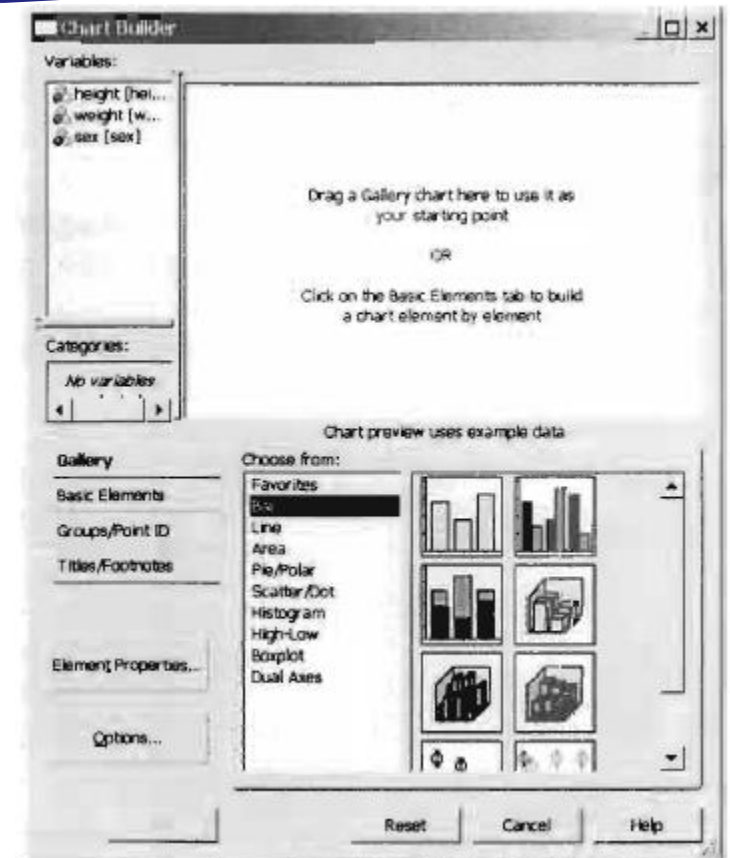 Chart Builder
Variables:
height [hei...
weight [w...
sex [sex]
Drag a Gallery chart here to use it as
your starting point
OR
Click on the Basic Elements tab to build
a chart element by element
Categories:
No variables
Chart preview uses example data
Gallery
Basic Elements
Groups/Point ID
Titles/Footnotes
Element Properties...
Options...
Choose from:
Favorites
Bar
Line
Area
Pie/Polar
Scatter/Dot
Histogram
High-Low
Boxplot
Dual Axes
Reset
Cancel
Help